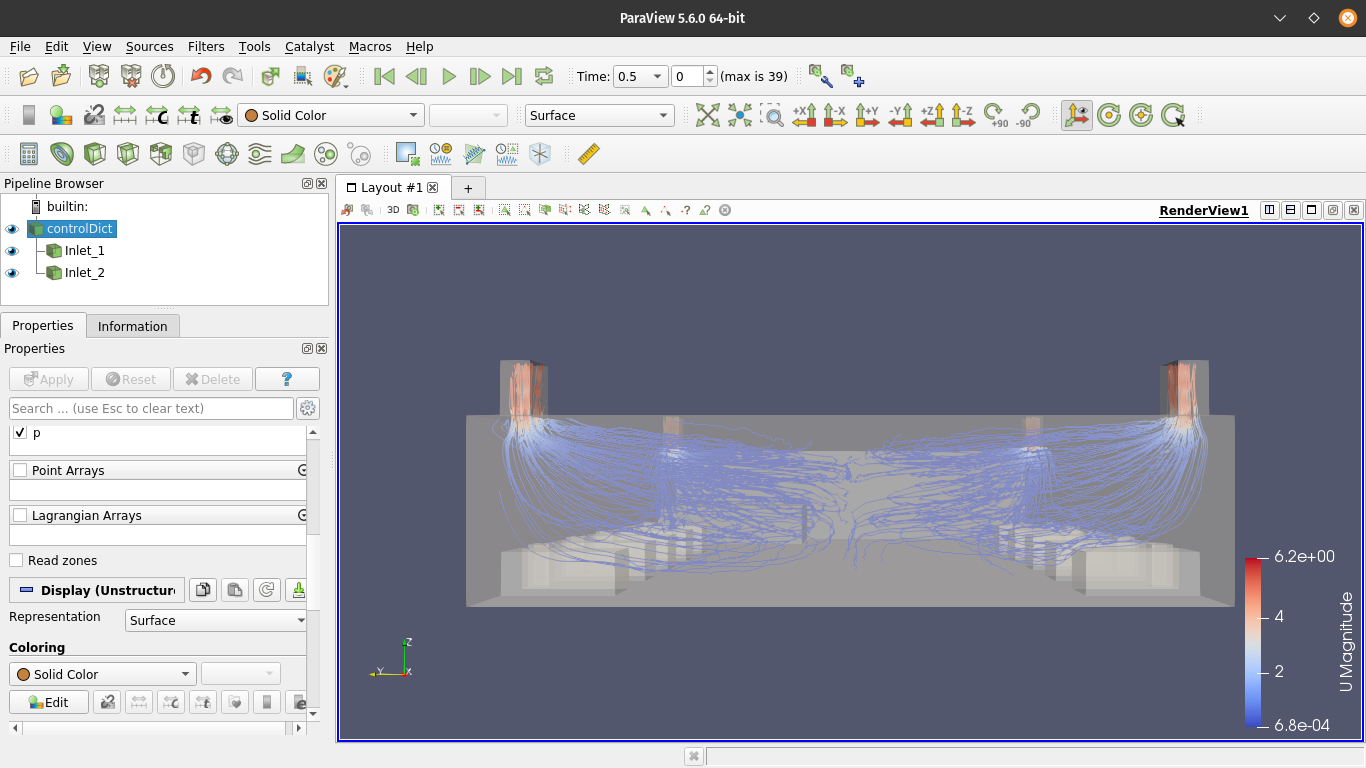 ParaView 5.6.0 64-bit
File Edit View Sources Filters Tools Catalyst Macros Help
Time: 0.5 0 (max is 39)
Solid Color Surface +X -X +Y -Y +Z -Z +90 -90
Pipeline Browser
Layout #1 +
builtin:
3D RenderView1
controlDict
Inlet_1
Inlet_2
Properties Information
Properties
Apply Reset Delete ?
Search ... (use Esc to clear text)
p
Point Arrays
Lagrangian Arrays
Read zones
Display (Unstructur
Representation Surface
Coloring
Solid Color
Edit
Z
Y X
6.2e+00
4
2
6.8e-04
U Magnitude